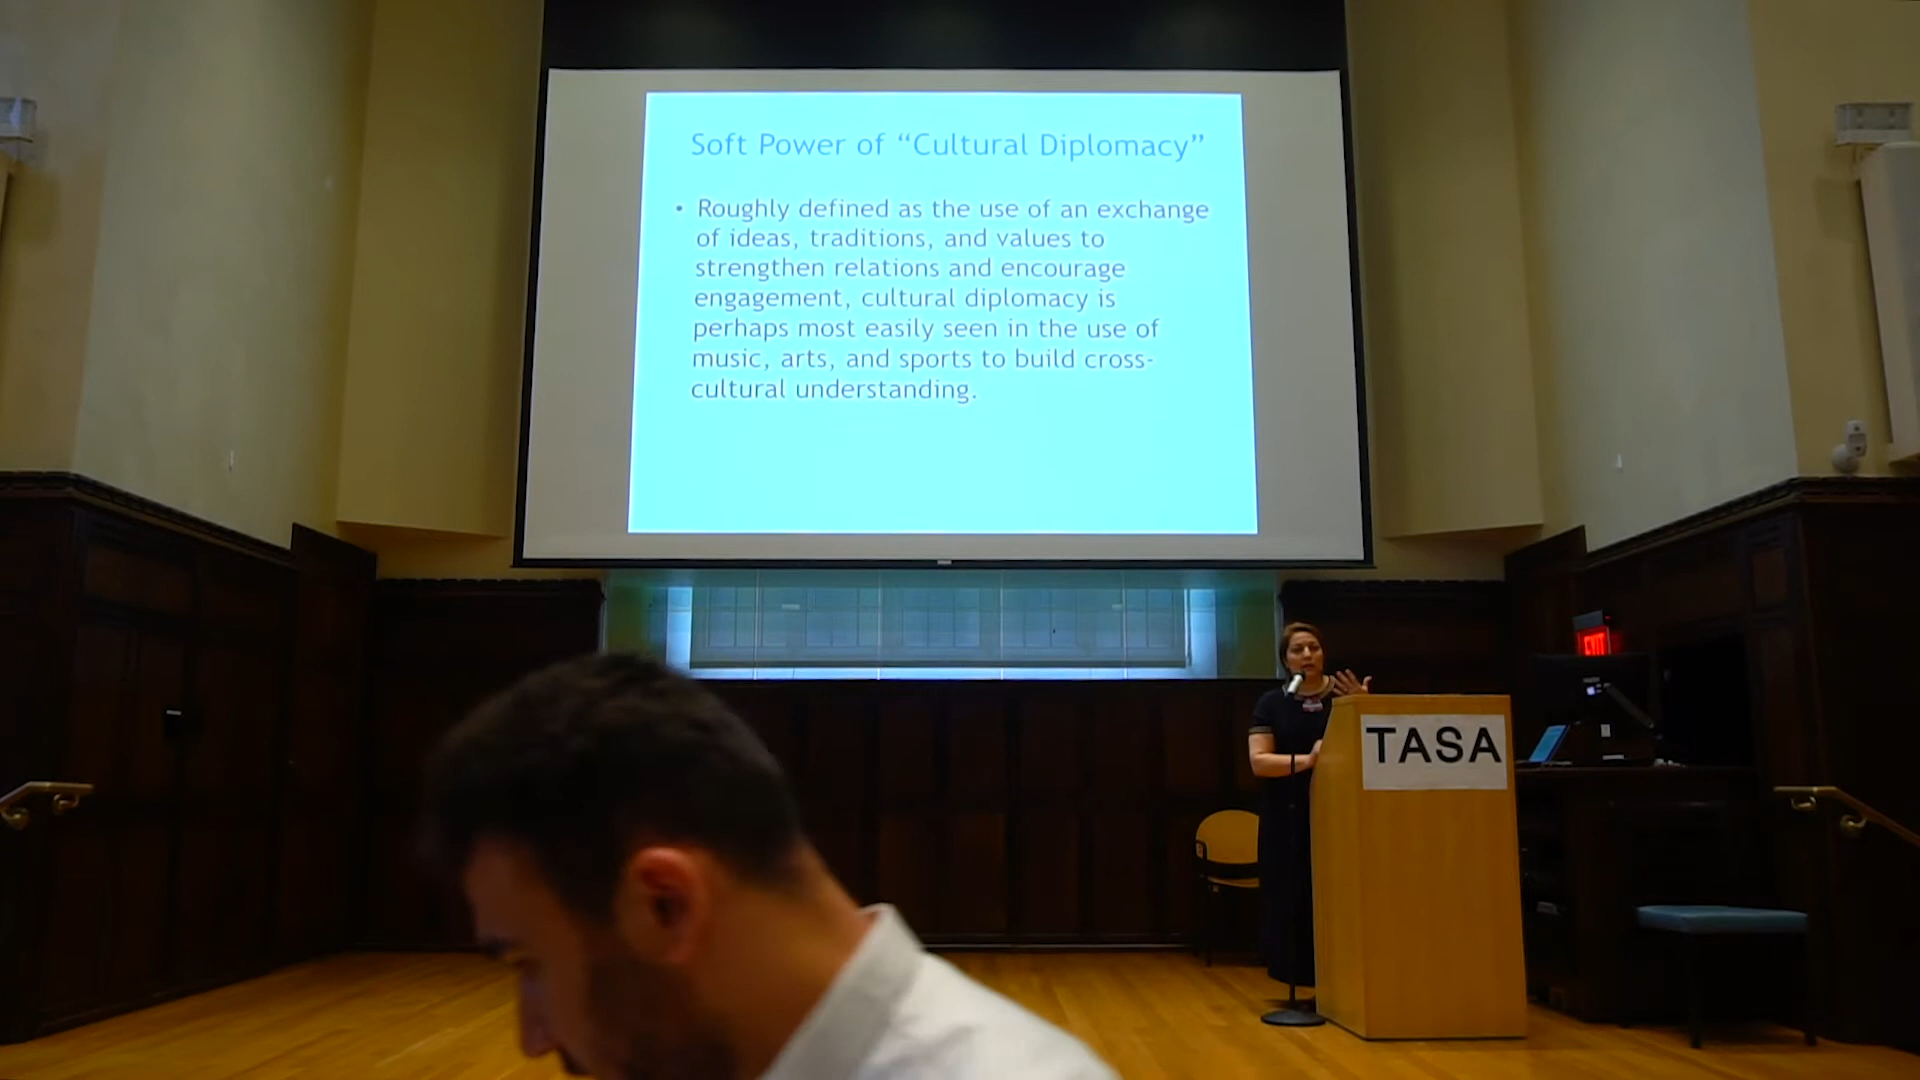 Soft Power of “Cultural Diplomacy”
• Roughly defined as the use of an exchange
of ideas, traditions, and values to
strengthen relations and encourage
engagement, cultural diplomacy is
perhaps most easily seen in the use of
music, arts, and sports to build cross-
cultural understanding.
EXIT
TASA